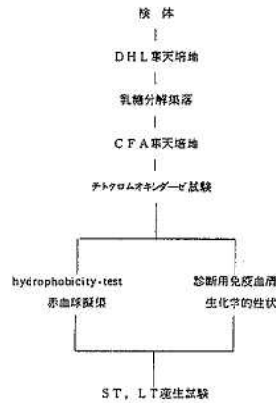 検体
DHL寒天培地
乳糖分解集落
CFA寒天培地
チトクロムオキシダーゼ試験
hydrophobicity-test
赤血球凝集
診断用免疫血清
生化学的性状
ST,LT産生試験